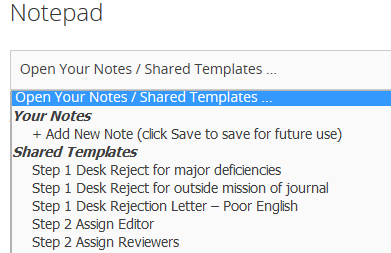 Notepad
Open Your Notes / Shared Templates ...
Open Your Notes / Shared Templates ...
Your Notes
+ Add New Note (click Save to save for future use)
Shared Templates
Step 1 Desk Reject for major deficiencies
Step 1 Desk Reject for outside mission of journal
Step 1 Desk Rejection Letter – Poor English
Step 2 Assign Editor
Step 2 Assign Reviewers